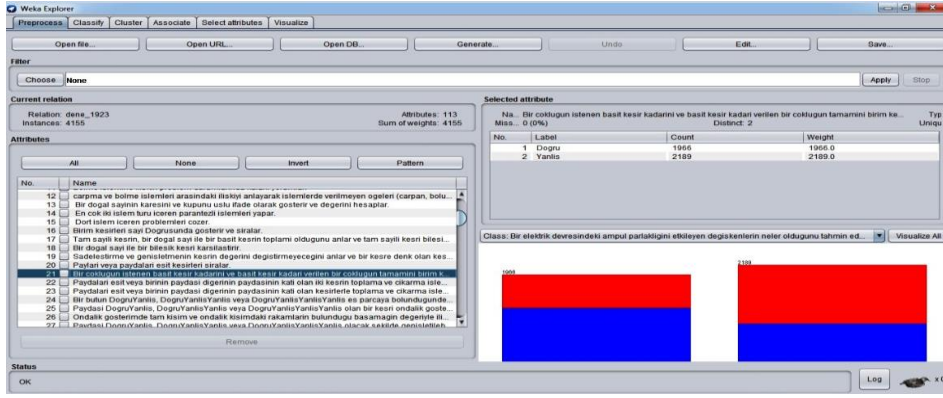 Weka Explorer
Preprocess Classify Cluster Associate Select attributes Visualize
Open file... Open URL... Open DB... Generate... Undo Edit... Save...
Filter
Choose None Apply Stop
Current relation
Relation: dene_1923 Attributes: 113
Instances: 4155 Sum of weights: 4155
Attributes
All None Invert Pattern
No. Name
12 carpma ve bolme islemleri arasindaki iliskiyi anlayarak islemlerde verilmeyen ogeleri (carpan, bolu...
13 Bir dogal sayinin karesini ve kupunu uslu ifade olarak gosterir ve degerini hesaplar.
14 En cok iki islem turu iceren parantezli islemleri yapar.
15 Dort islem iceren problemleri cozer.
16 Birim kesirleri sayi Dogrusunda gosterir ve siralar.
17 Tam sayili kesrin, bir dogal sayi ile bir basit kesrin toplami oldugunu anlar ve tam sayili kesri bilesi...
18 Bir dogal sayi ile bir bilesik kesri karsilastirir.
19 Sadelestirme ve genisletmenin kesrin degerini degistirmeyecegini anlar ve bir kesre denk olan kes...
20 Paylari veya paydalari esit kesirleri siralar.
21 Bir coklugun istenen basit kesir kadarini ve basit kesir kadari verilen bir coklugun tamamini birim k...
22 Paydalari esit veya birinin paydasi digerinin paydasinin kati olan iki kesrin toplama ve cikarma isle...
23 Paydalari esit veya birinin paydasi digerinin paydasinin kati olan kesirlerle toplama ve cikarma isle...
24 Bir butun DogruYanlis, DogruYanlisYanlis veya DogruYanlisYanlisYanlis es parcaya bolundugunde...
25 Paydasi DogruYanlis, DogruYanlisYanlis veya DogruYanlisYanlisYanlis olan bir kesri ondalik goste...
26 Ondalik gosterimde tam kisim ve ondalik kisimdaki rakamlarin bulundugu basamagin degeriyle ili...
27 Paydasi DogruYanlis, DogruYanlisYanlis veya DogruYanlisYanlisYanlis olacak sekilde genisletileb...
Remove
Selected attribute
Na... Bir coklugun istenen basit kesir kadarini ve basit kesir kadari verilen bir coklugun tamamini birim ke... Typ
Miss... 0 (0%) Distinct: 2 Uniqu
No. Label Count Weight
1 Dogru 1966 1966.0
2 Yanlis 2189 2189.0
Class: Bir elektrik devresindeki ampul parlakligini etkileyen degiskenlerin neler oldugunu tahmin ed... Visualize All
1966
2189
Status
OK
Log